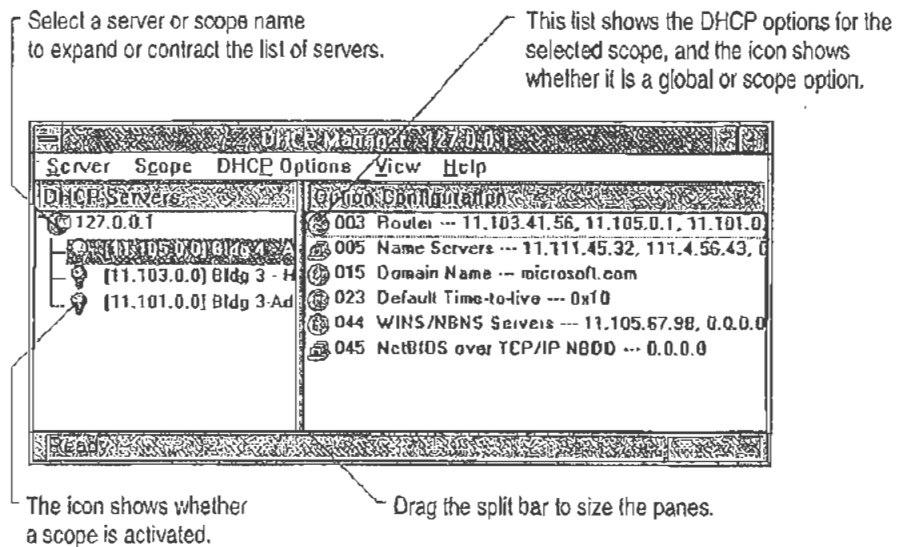 Select a server or scope name
to expand or contract the list of servers.
This list shows the DHCP options for the
selected scope, and the icon shows
whether it is a global or scope option.
DHCP Manager - 127.0.0.1
Server Scope DHCP Options View Help
DHCP Servers
Option Configuration
127.0.0.1
[11.105.0.0] Bldg
[11.103.0.0] Bldg 3 - H
[11.101.0.0] Bldg 3-Ad
003 Router --- 11.103.41.56, 11.105.0.1, 11.101.0
005 Name Servers --- 11.111.45.32, 111.4.56.43, 0
015 Domain Name --- microsoft.com
023 Default Time-to-live --- 0x10
044 WINS/NBNS Servers --- 11.105.67.98, 0.0.0.0
045 NetBIOS over TCP/IP NBDD --- 0.0.0.0
Ready
The icon shows whether
a scope is activated.
Drag the split bar to size the panes.